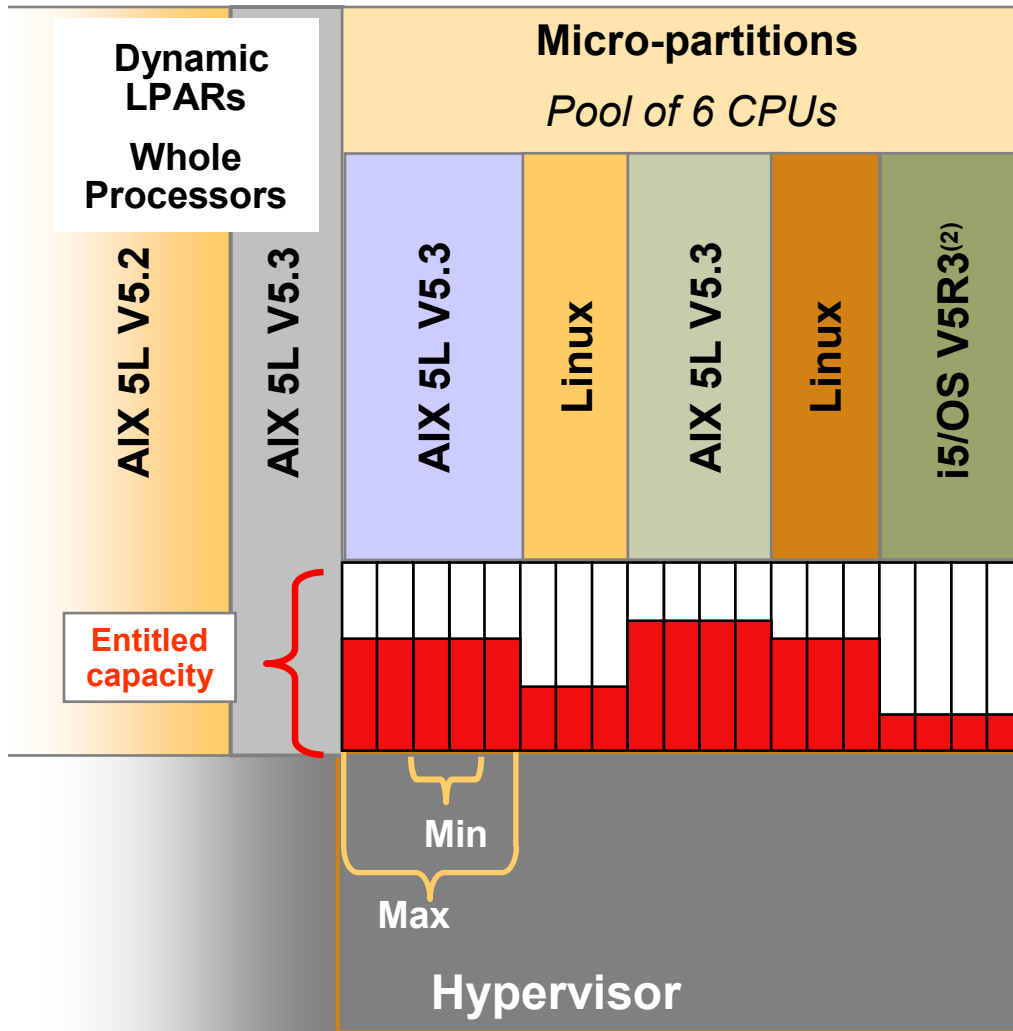 Dynamic
LPARs
Whole
Processors
Micro-partitions
Pool of 6 CPUs
AIX 5L V5.2
AIX 5L V5.3
AIX 5L V5.3
Linux
AIX 5L V5.3
Linux
i5/OS V5R3(2)
Entitled
capacity
Min
Max
Hypervisor